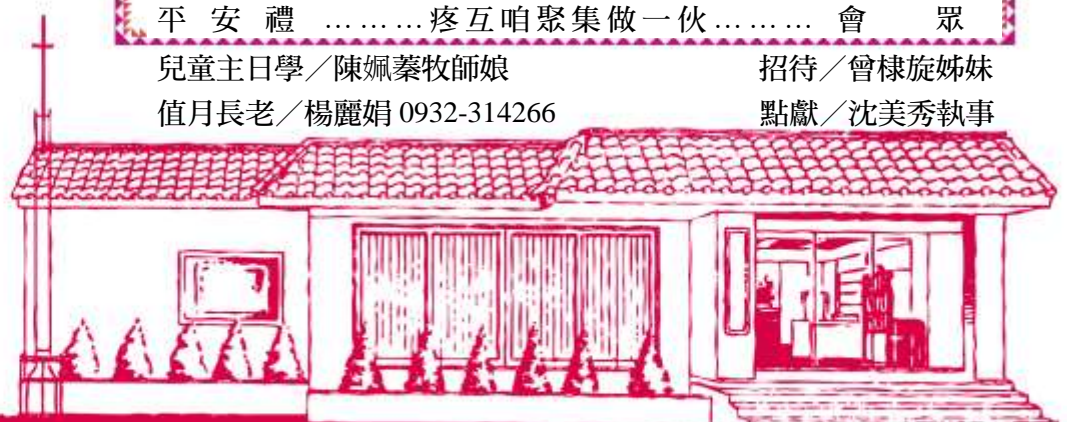 平 安 禮 ………疼互咱聚集做一伙……… 會 眾
兒童主日學／陳姵蓁牧師娘 招待／曾棣旋姊妹
值月長老／楊麗娟 0932-314266 點獻／沈美秀執事